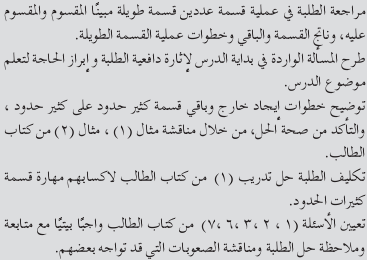 مراجعة الطلبة في عملية قسمة عددين قسمة طويلة مبينًا المقسوم والمقسوم
عليه، وناتج القسمة والباقي وخطوات عملية القسمة الطويلة.
طرح المسألة الواردة في بداية الدرس لإثارة دافعية الطلبة و إبراز الحاجة لتعلم
موضوع الدرس.
توضيح خطوات ايجاد خارج وباقي قسمة كثير حدود على كثير حدود ،
والتأكد من صحة الحل، من خلال مناقشة مثال (١) ، مثال (٢) من كتاب
الطالب.
تكليف الطلبة حل تدريب (١) من كتاب الطالب لاكسابهم مهارة قسمة
كثيرات الحدود.
تعيين الأسئلة (١ ، ٢ ،٣ ،٦ ،٧) من كتاب الطالب واجبًا بيتيًا مع متابعة
وملاحظة حل الطلبة ومناقشة الصعوبات التي قد تواجه بعضهم.